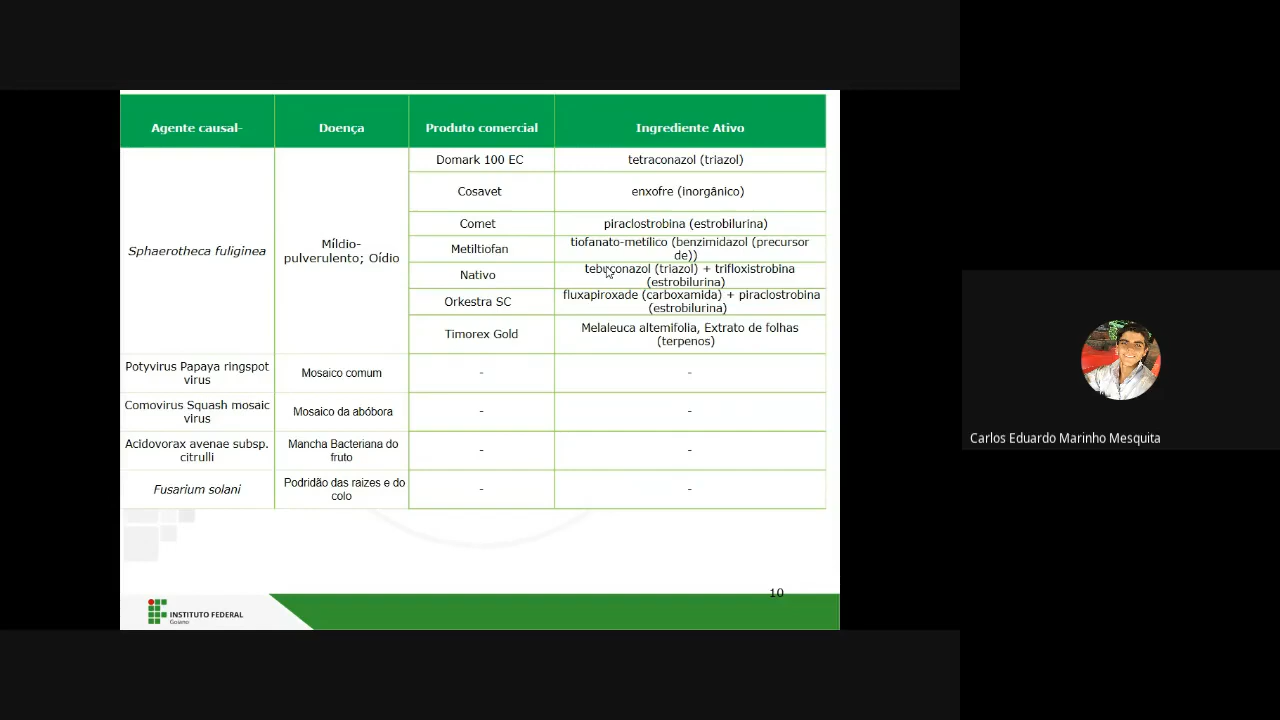 Agente causal-
Doença
Produto comercial
Ingrediente Ativo
Sphaerotheca fuliginea
Míldio-
pulverulento; Oídio
Domark 100 EC
tetraconazol (triazol)
Cosavet
enxofre (inorgânico)
Comet
piraclostrobina (estrobilurina)
Metiltiofan
tiofanato-metílico (benzimidazol (precursor
de))
Nativo
tebuconazol (triazol) + trifloxistrobina
(estrobilurina)
Orkestra SC
fluxapiroxade (carboxamida) + piraclostrobina
(estrobilurina)
Timorex Gold
Melaleuca altemifolia, Extrato de folhas
(terpenos)
Potyvirus Papaya ringspot
virus
Mosaico comum
-
-
Comovirus Squash mosaic
virus
Mosaico da abóbora
-
-
Acidovorax avenae subsp.
citrulli
Mancha Bacteriana do
fruto
-
-
Fusarium solani
Podridão das raizes e do
colo
-
-
10
INSTITUTO FEDERAL
Goiano
Carlos Eduardo Marinho Mesquita